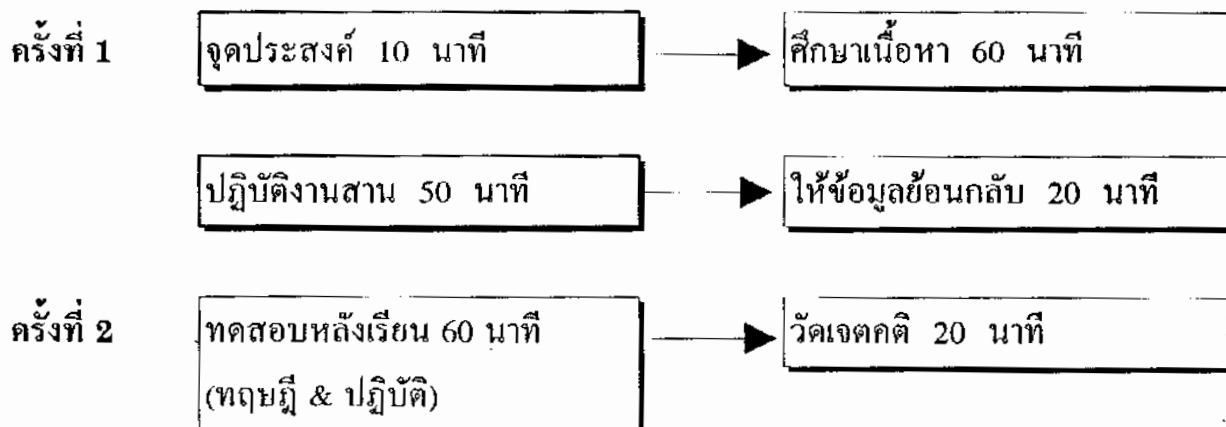 ครั้งที่ 1 จุดประสงค์ 10 นาที ศึกษาเนื้อหา 60 นาที
ปฏิบัติงานสาน 50 นาที ให้ข้อมูลย้อนกลับ 20 นาที
ครั้งที่ 2 ทดสอบหลังเรียน 60 นาที วัดเจตคติ 20 นาที
(ทฤษฎี & ปฏิบัติ)